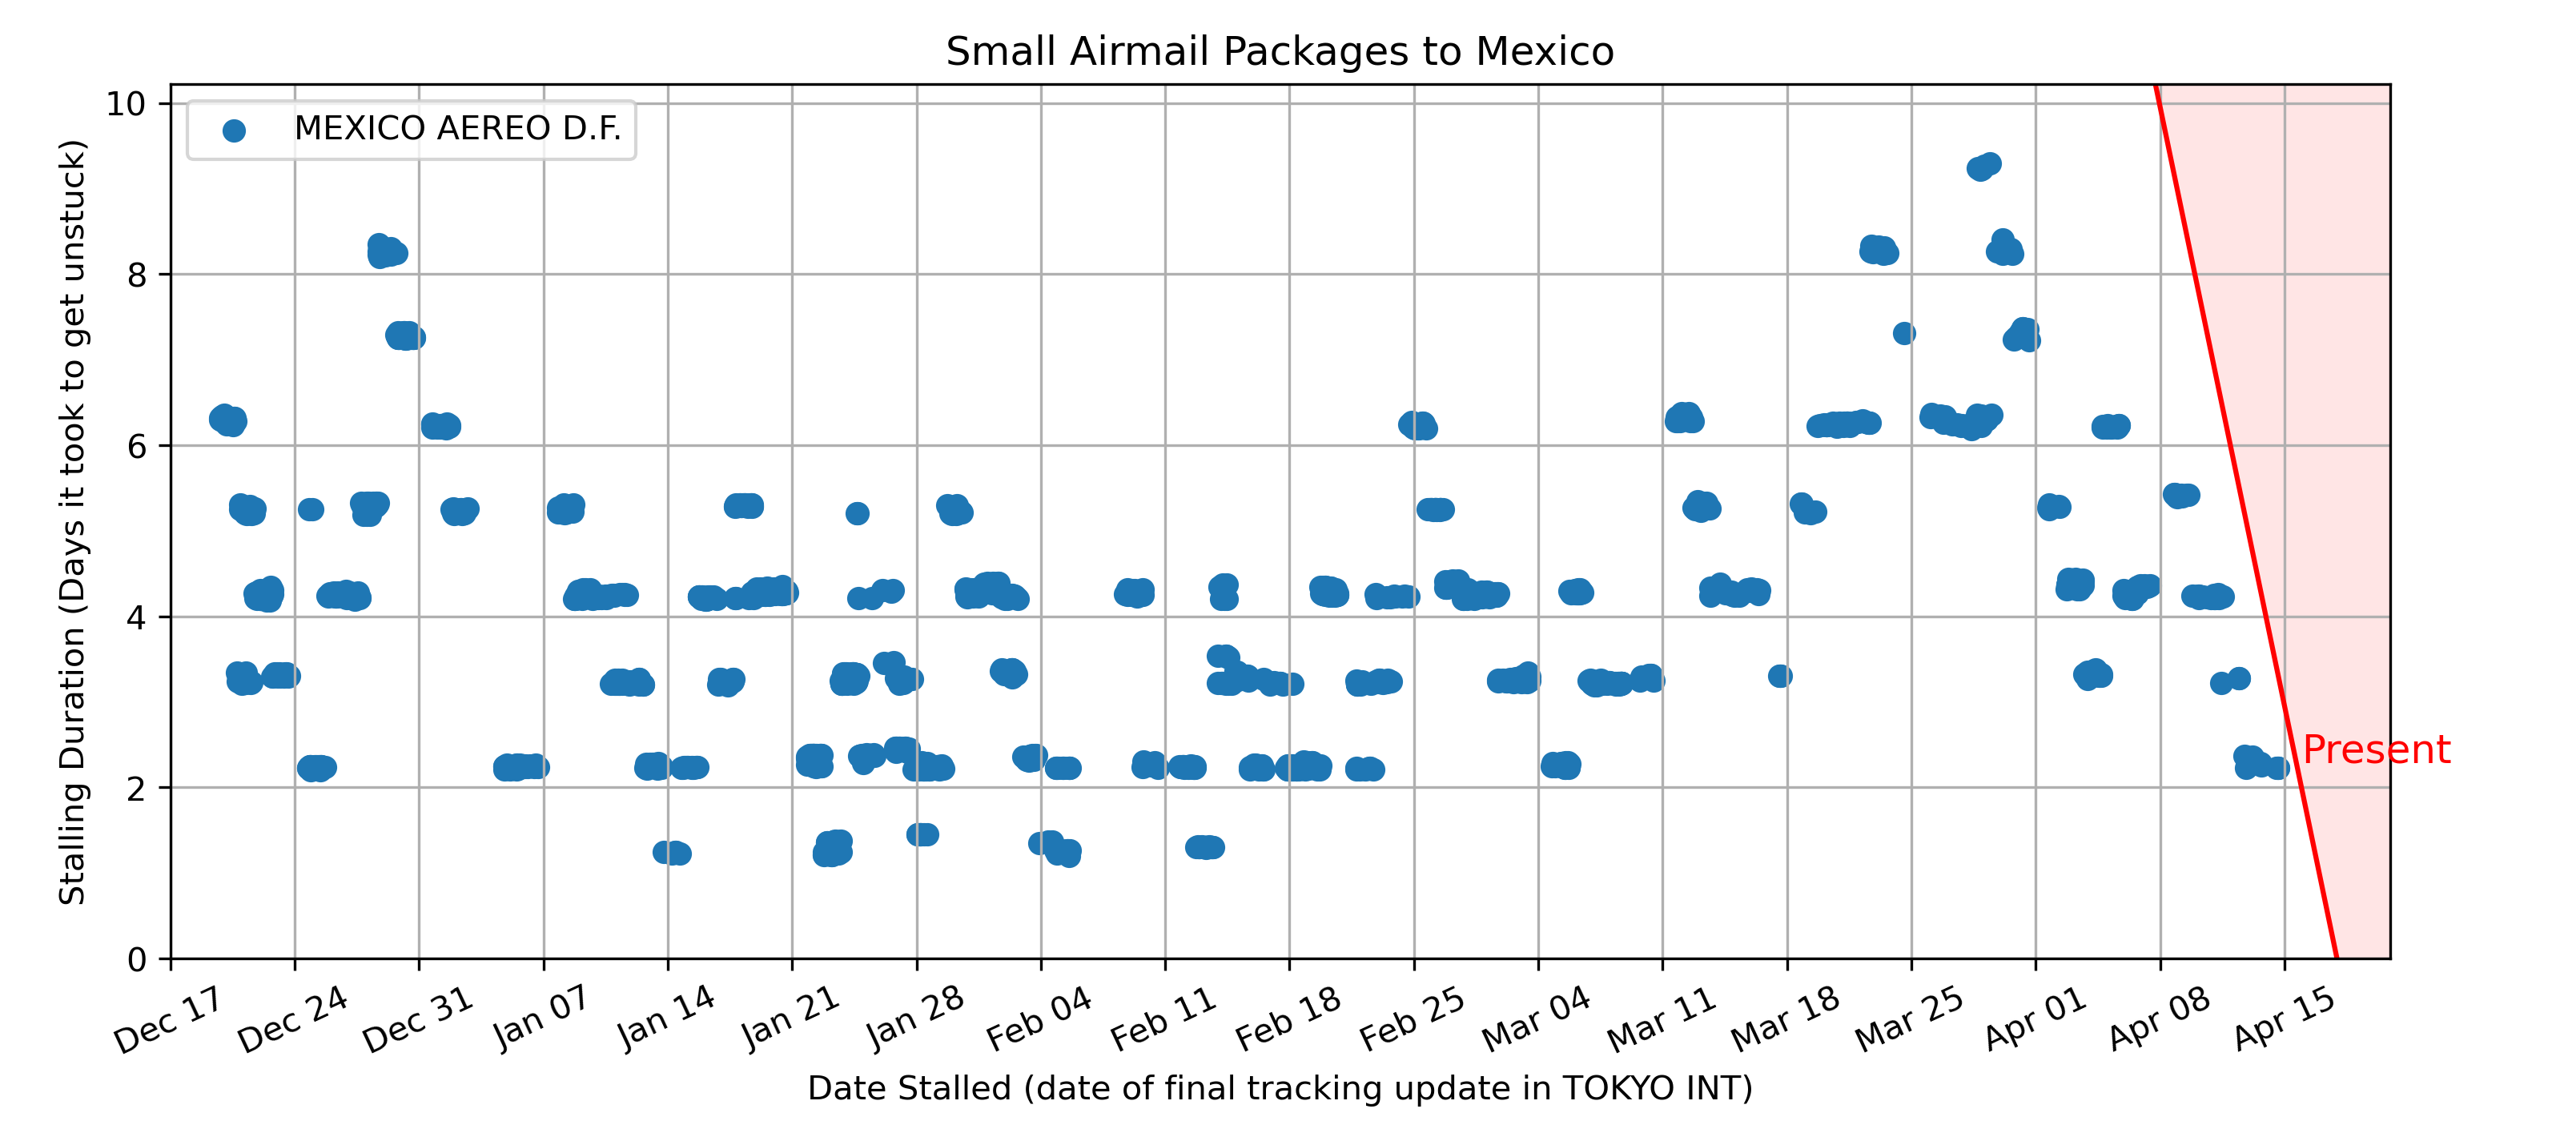 Small Airmail Packages to Mexico
MEXICO AEREO D.F.
Stalling Duration (Days it took to get unstuck)
10
8
6
4
2
0
Present
Dec 17 Dec 24 Dec 31 Jan 07 Jan 14 Jan 21 Jan 28 Feb 04 Feb 11 Feb 18 Feb 25 Mar 04 Mar 11 Mar 18 Mar 25 Apr 01 Apr 08 Apr 15
Date Stalled (date of final tracking update in TOKYO INT)